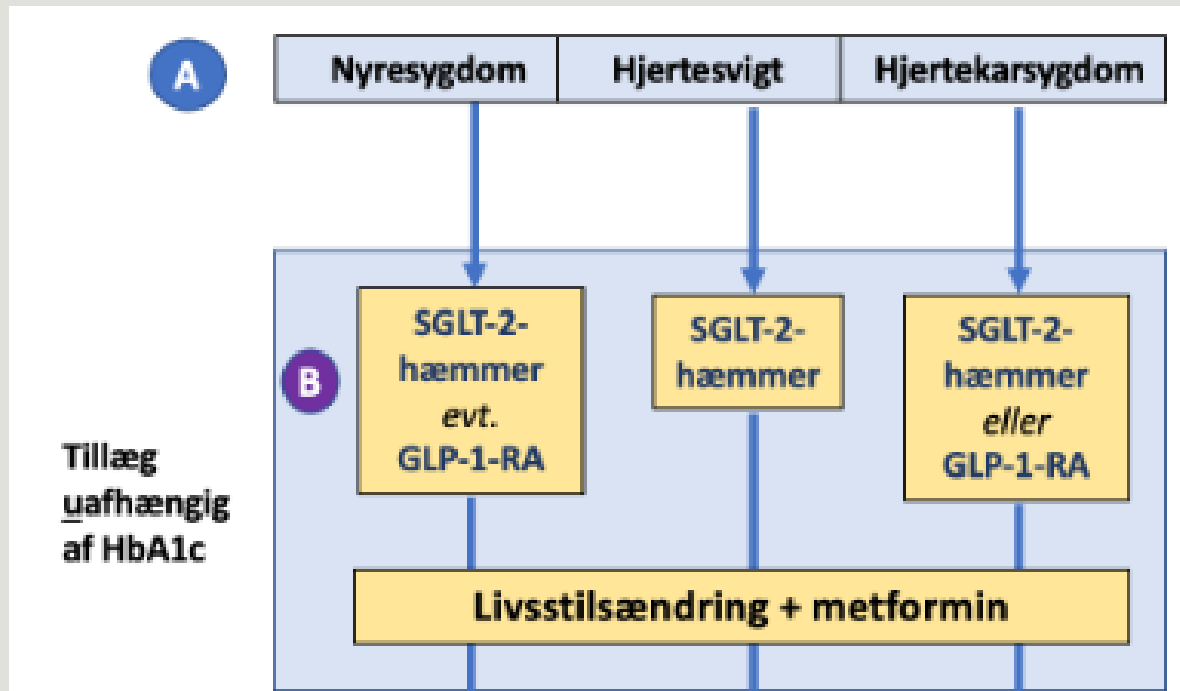 A
Nyresygdom
Hjertesvigt
Hjertekarsygdom
B
SGLT-2-
hæmmer
evt.
GLP-1-RA
SGLT-2-
hæmmer
SGLT-2-
hæmmer
eller
GLP-1-RA
Tillæg
uafhængig
af HbA1c
Livsstilsændring + metformin